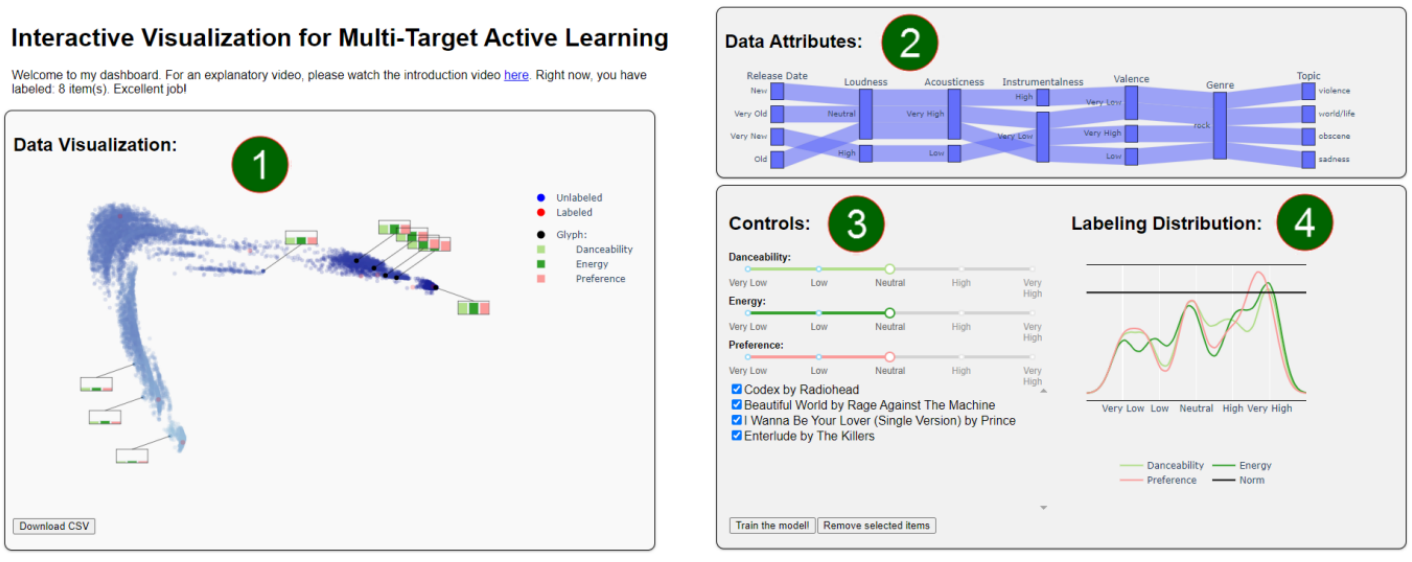 Interactive Visualization for Multi-Target Active Learning
Welcome to my dashboard. For an explanatory video, please watch the introduction video here. Right now, you have
labeled: 8 item(s). Excellent job!
Data Visualization:
1
Unlabeled
Labeled
Glyph:
Danceability
Energy
Preference
Download CSV
Data Attributes:
2
Release Date
Loudness
Acousticness
Instrumentalness
Valence
Genre
Topic
New
Very Old
Very New
Old
Neutral
High
Very High
Low
High
Very Low
Very Low
Very High
Low
rock
violence
world/life
obscene
sadness
Controls:
3
Danceability:
Very Low Low Neutral High Very
High
Energy:
Very Low Low Neutral High Very
High
Preference:
Very Low Low Neutral High Very
High
Codex by Radiohead
Beautiful World by Rage Against The Machine
I Wanna Be Your Lover (Single Version) by Prince
Enterlude by The Killers
Train the modell Remove selected items
Labeling Distribution:
4
Very Low Low Neutral High Very High
Danceability Energy
Preference Norm